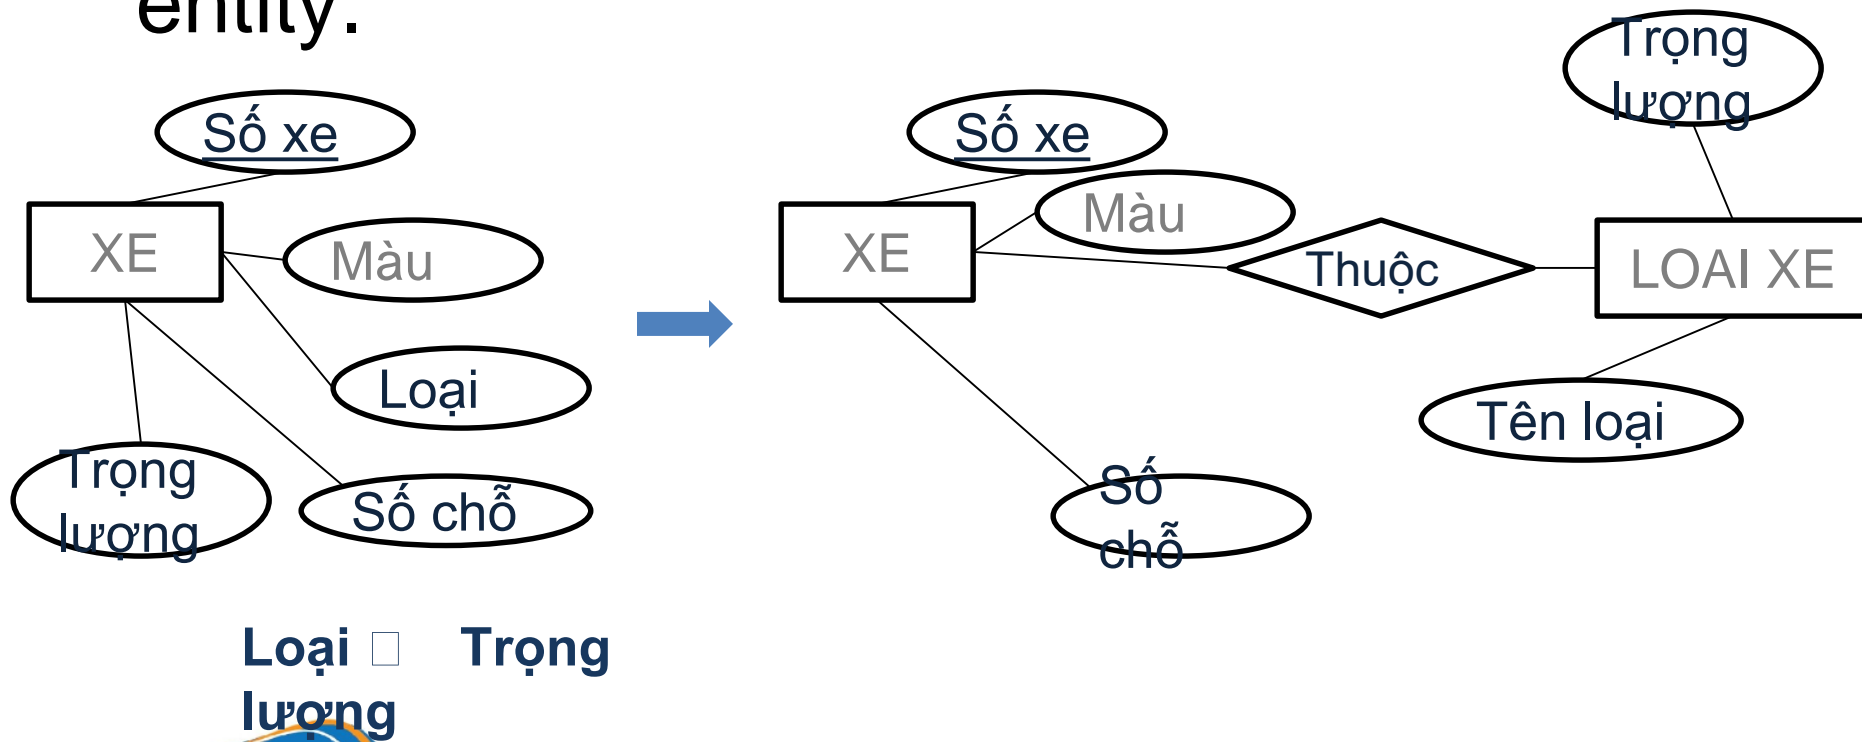 entity.
Số xe
XE
Màu
Loại
Trọng
lượng
Số chỗ
Số xe
XE
Màu
Thuộc
Trọng
lượng
LOAI XE
Tên loại
Số
chỗ
Loại □ Trọng
lượng